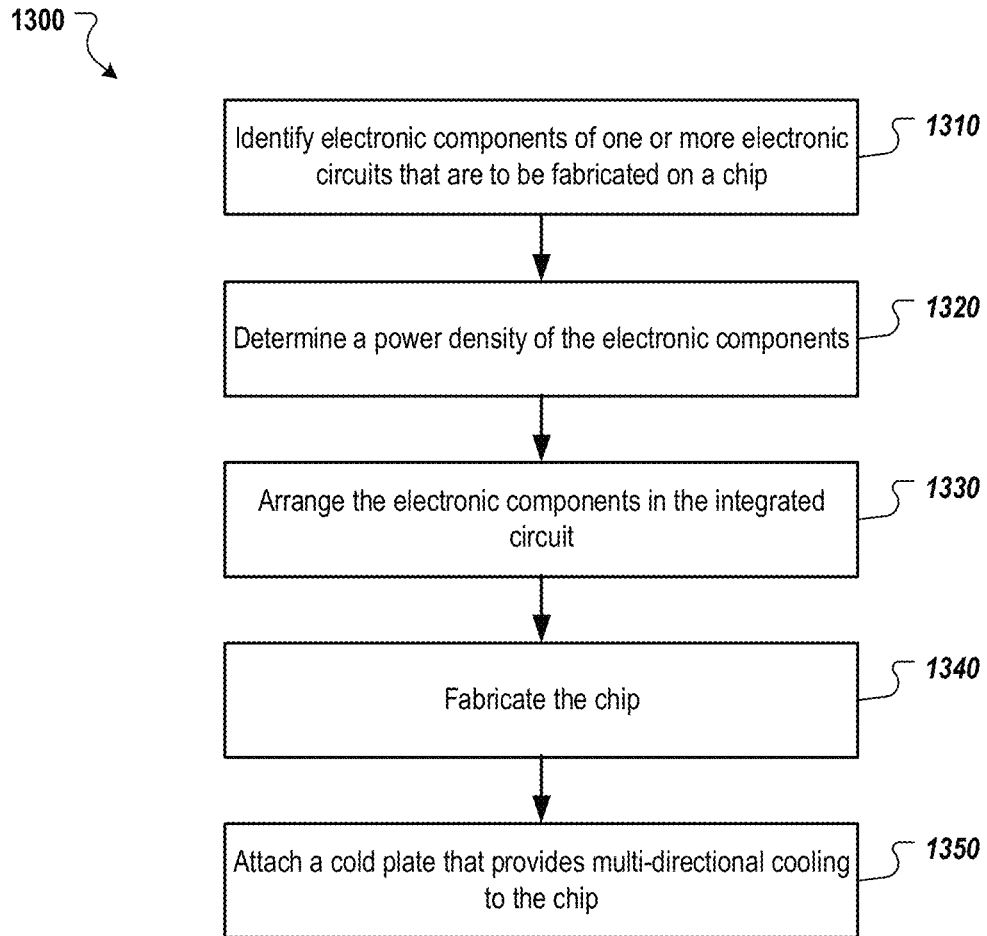 1300
Identify electronic components of one or more electronic
circuits that are to be fabricated on a chip
1310
Determine a power density of the electronic components
1320
Arrange the electronic components in the integrated
circuit
1330
Fabricate the chip
1340
Attach a cold plate that provides multi-directional cooling
to the chip
1350